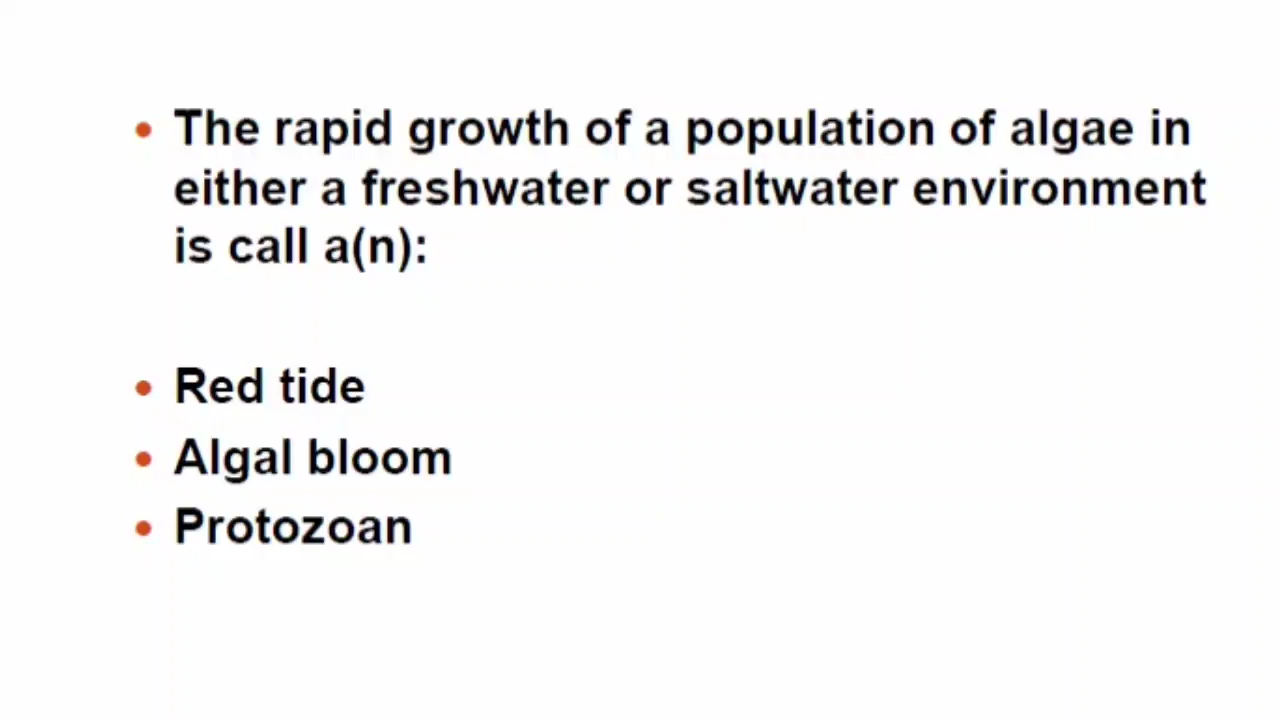 • The rapid growth of a population of algae in
either a freshwater or saltwater environment
is call a(n):
• Red tide
• Algal bloom
• Protozoan